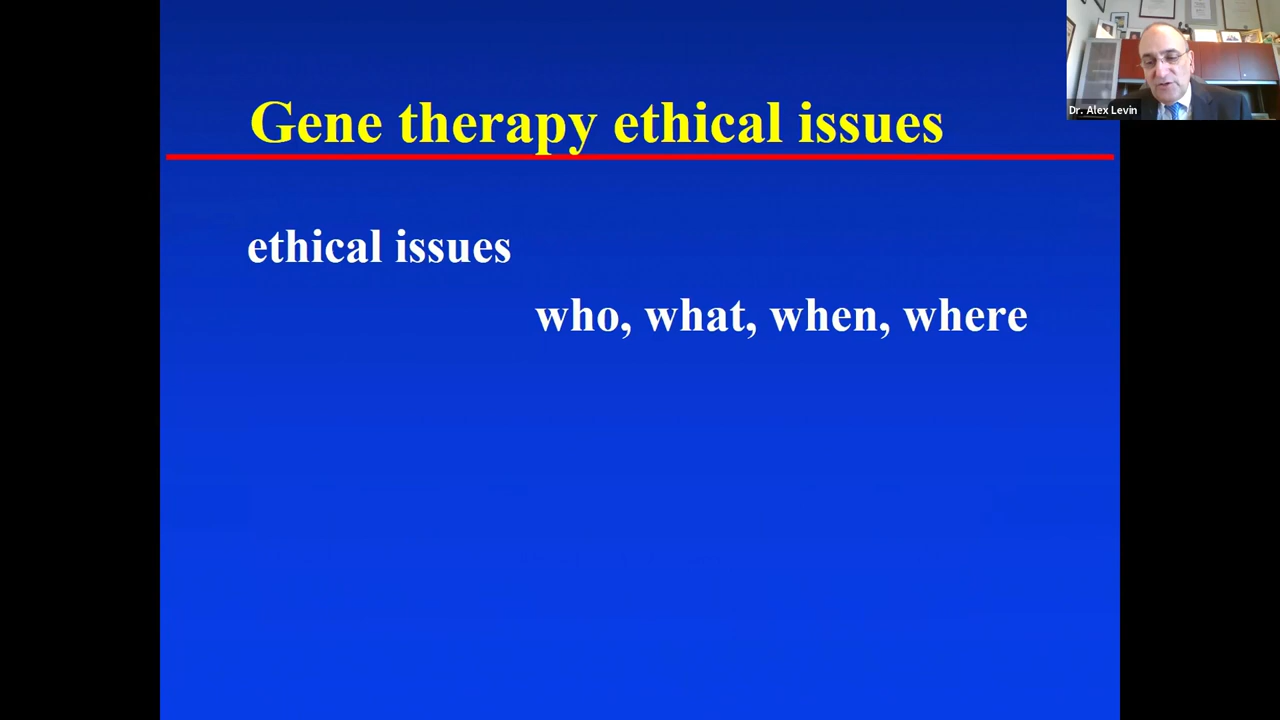 Gene therapy ethical issues
Dr. Alex Levin
ethical issues
who, what, when, where